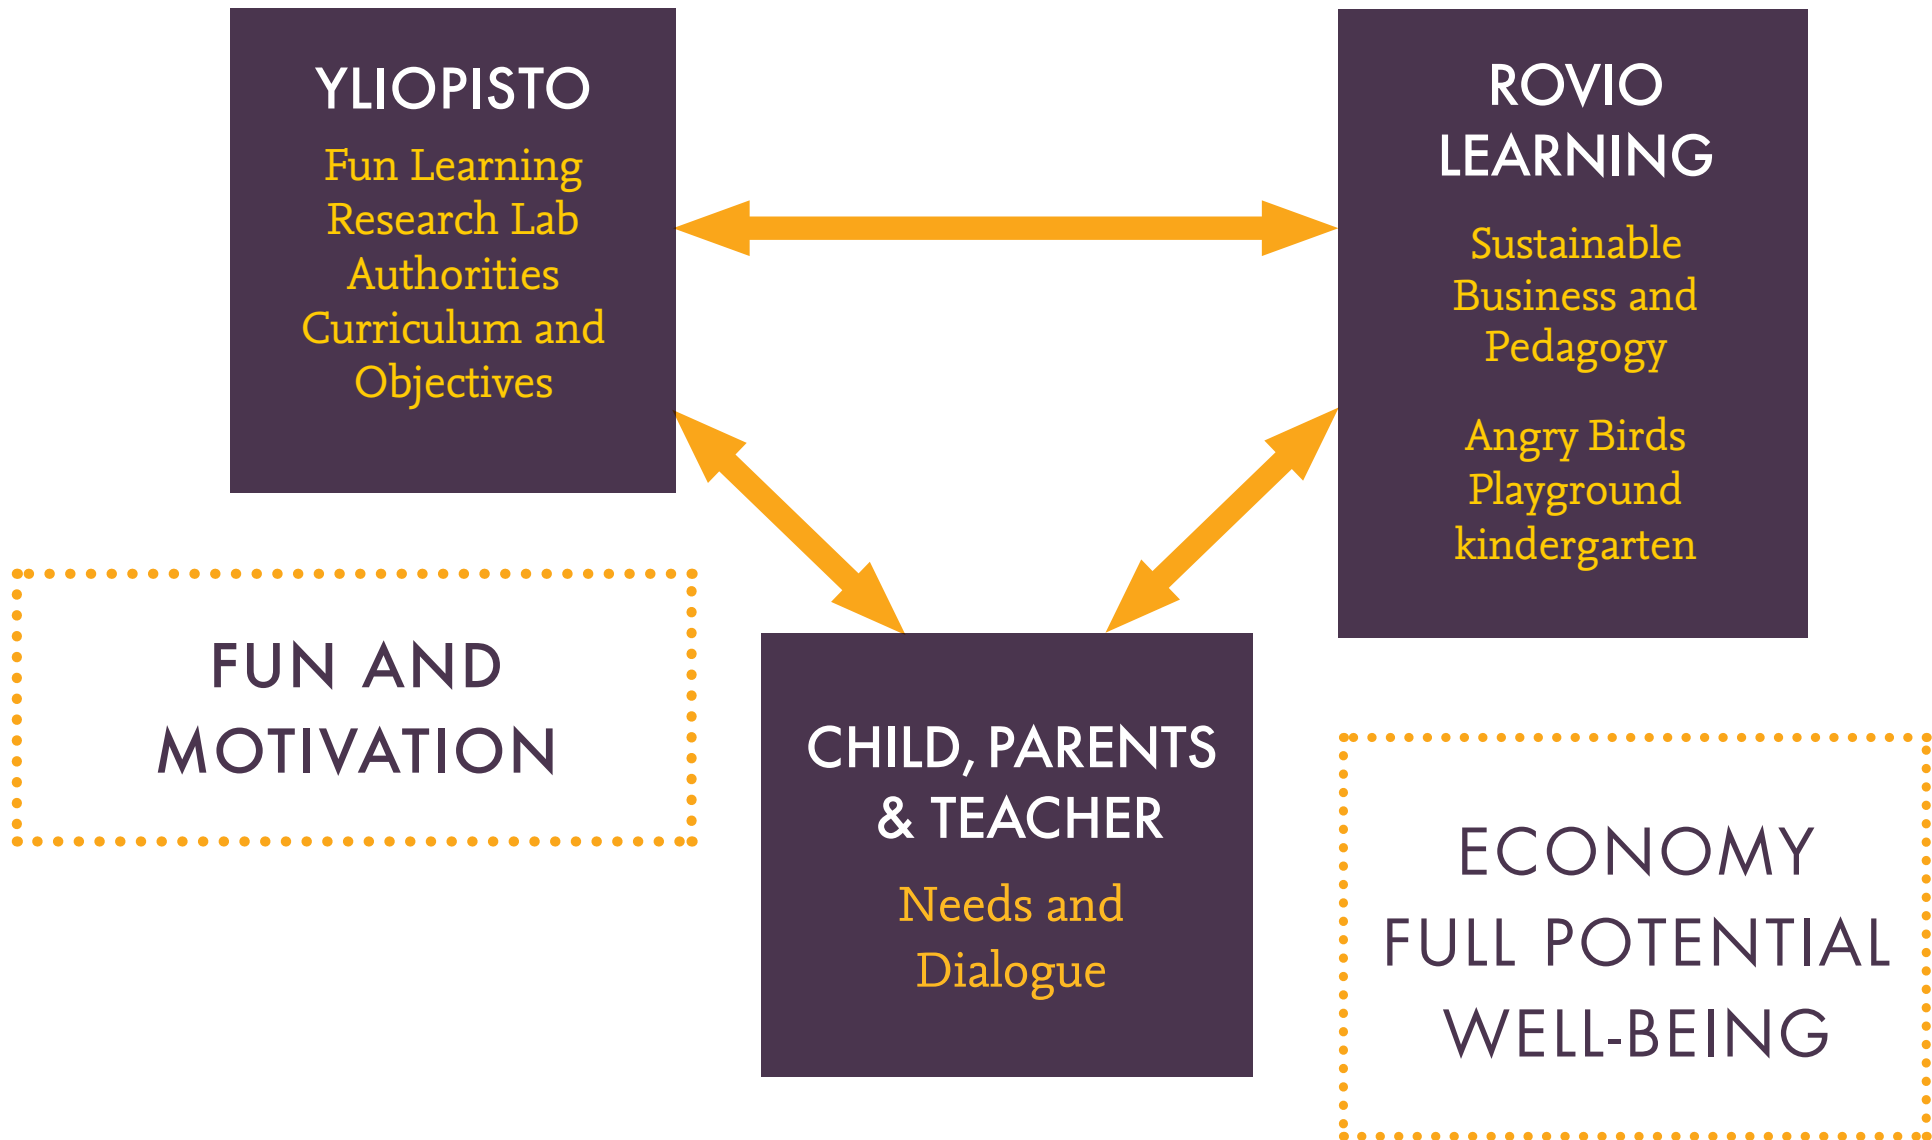 YLIOPISTO
Fun Learning
Research Lab
Authorities
Curriculum and
Objectives
ROVIO
LEARNING
Sustainable
Business and
Pedagogy
Angry Birds
Playground
kindergarten
FUN AND
MOTIVATION
CHILD, PARENTS
& TEACHER
Needs and
Dialogue
ECONOMY
FULL POTENTIAL
WELL-BEING